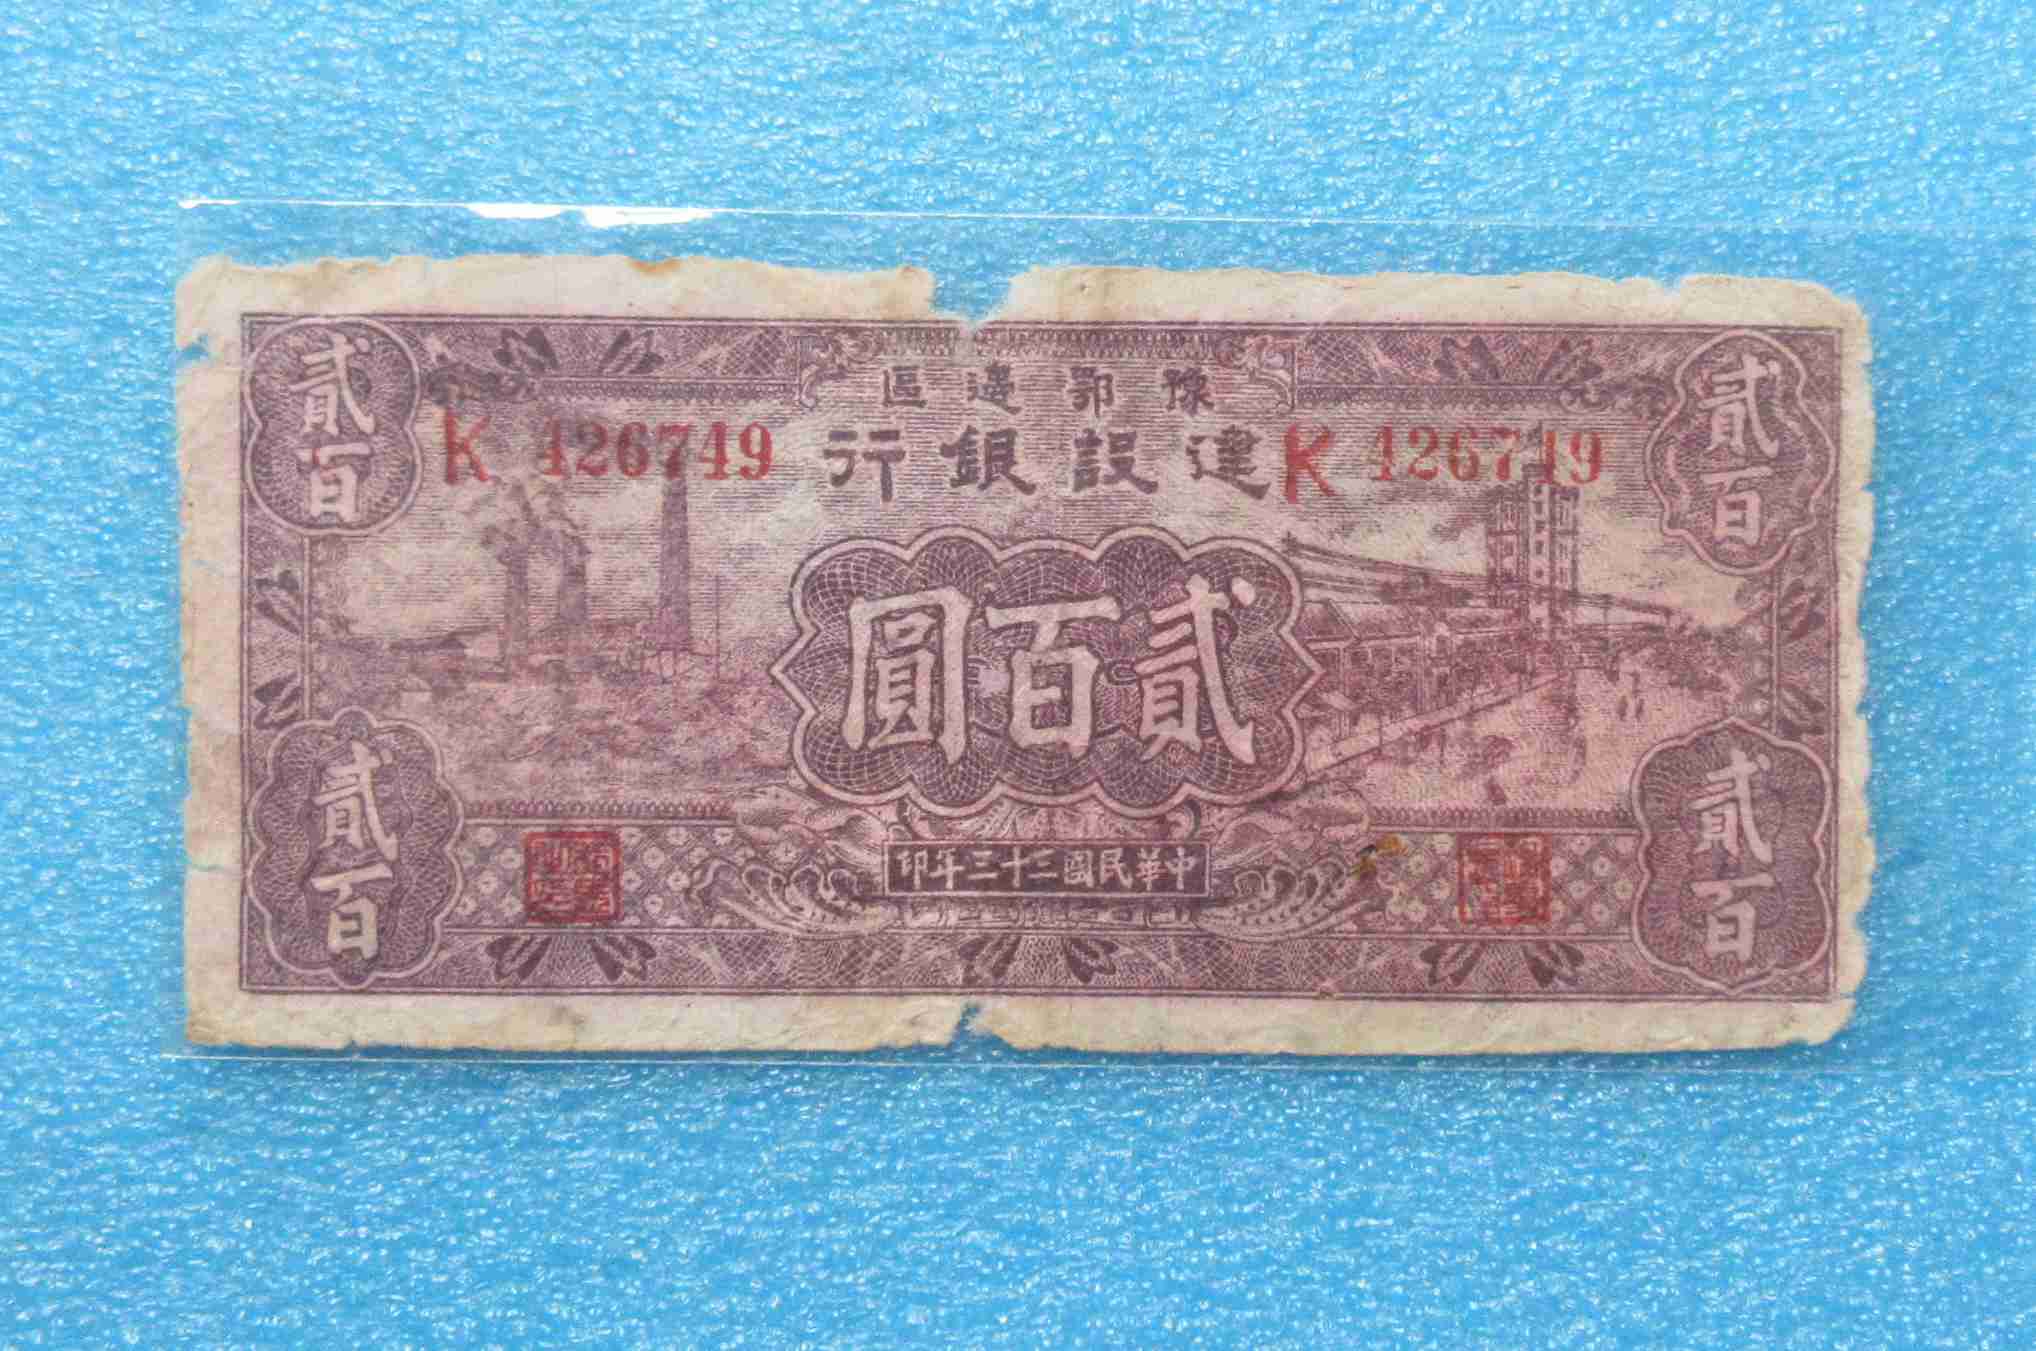 豫鄂邊區
建設銀行
K 426749
K 426749
貳百
貳百
貳百圓
貳百
貳百
中華民國三十三年印